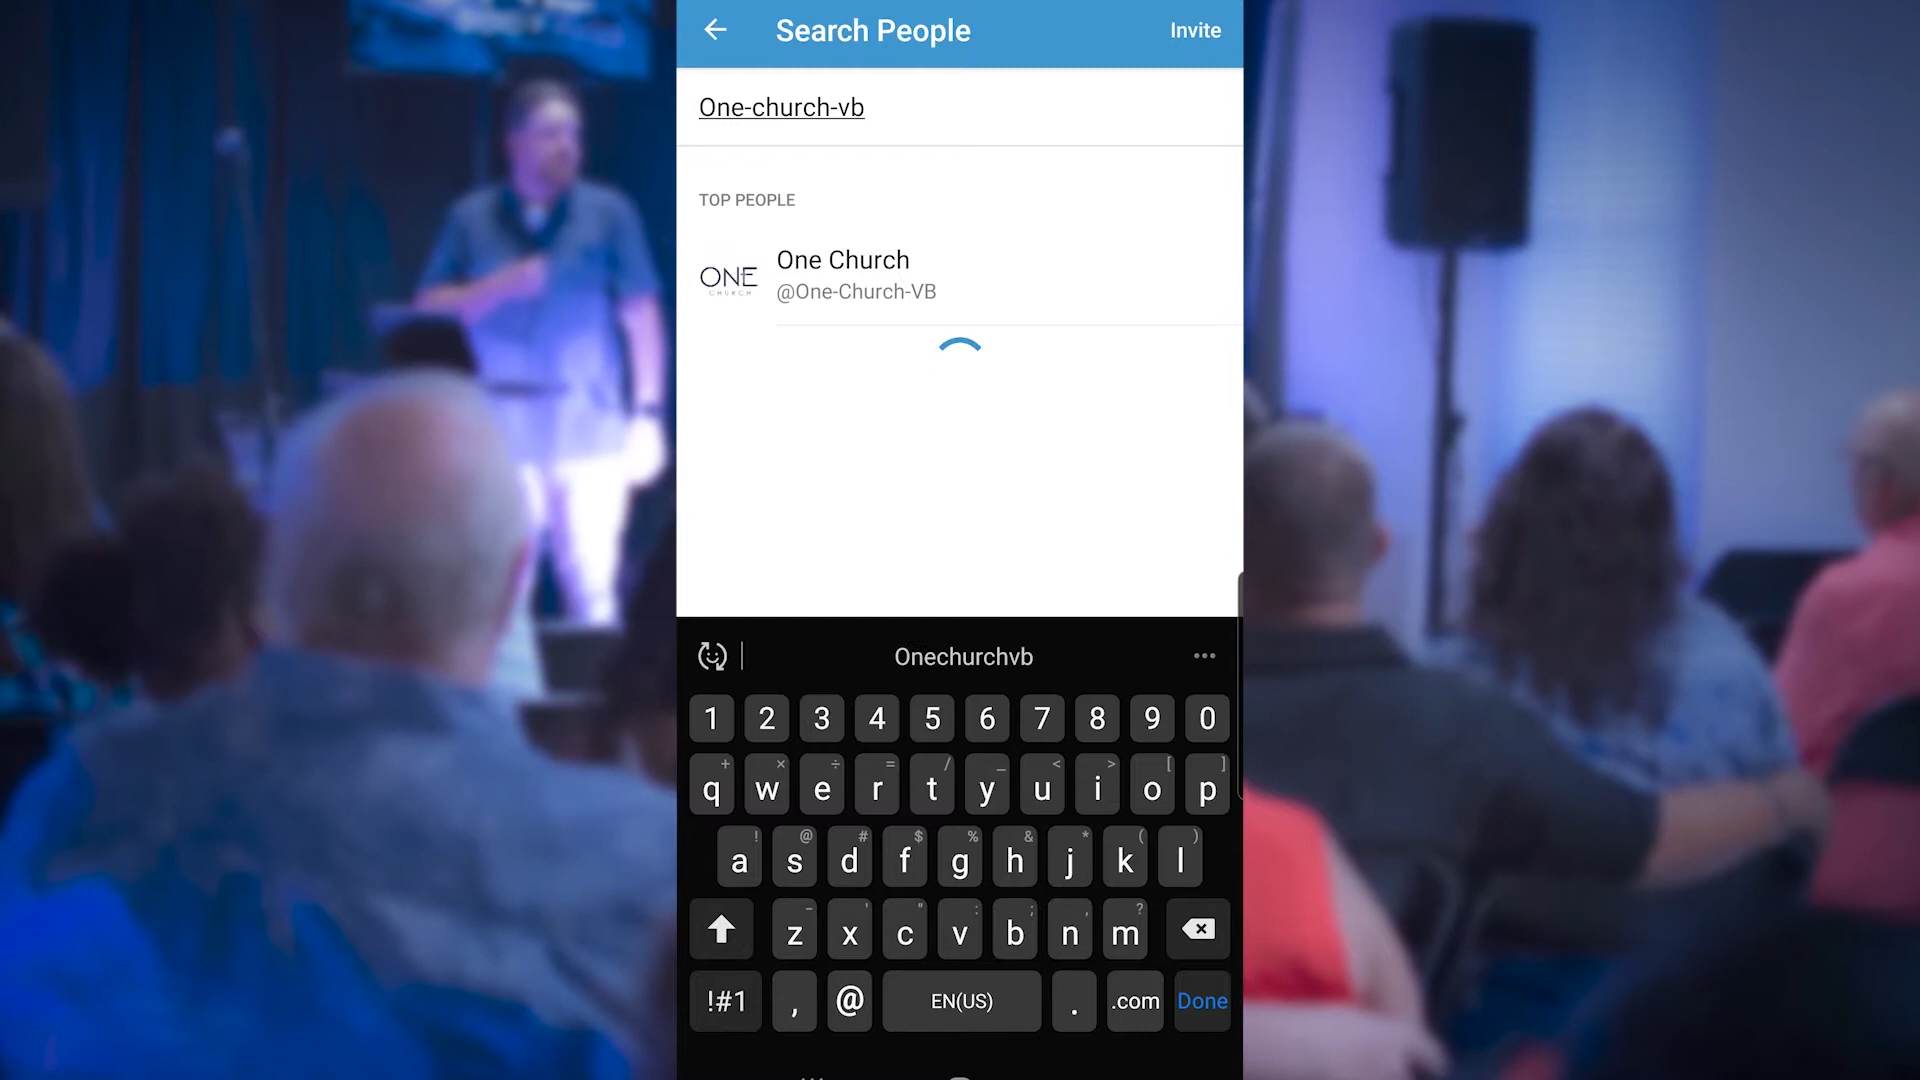 Search People
Invite
One-church-vb
TOP PEOPLE
ONE
CHURCH
One Church
@One-Church-VB
Onechurchvb
1 2 3 4 5 6 7 8 9 0
+ × ÷ = / _ < > [ ]
q w e r t y u i o p
! @ # $ % & * ( )
a s d f g h j k l
- ' " : ; , ?
z x c v b n m
!#1 , @ EN(US) . .com Done